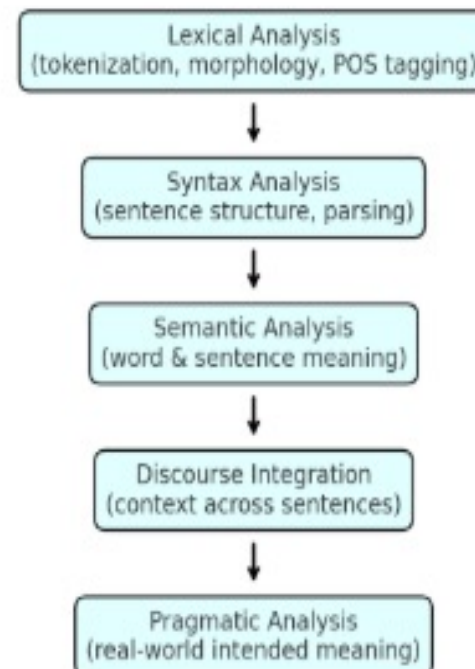 Lexical Analysis
(tokenization, morphology, POS tagging)
Syntax Analysis
(sentence structure, parsing)
Semantic Analysis
(word & sentence meaning)
Discourse Integration
(context across sentences)
Pragmatic Analysis
(real-world intended meaning)